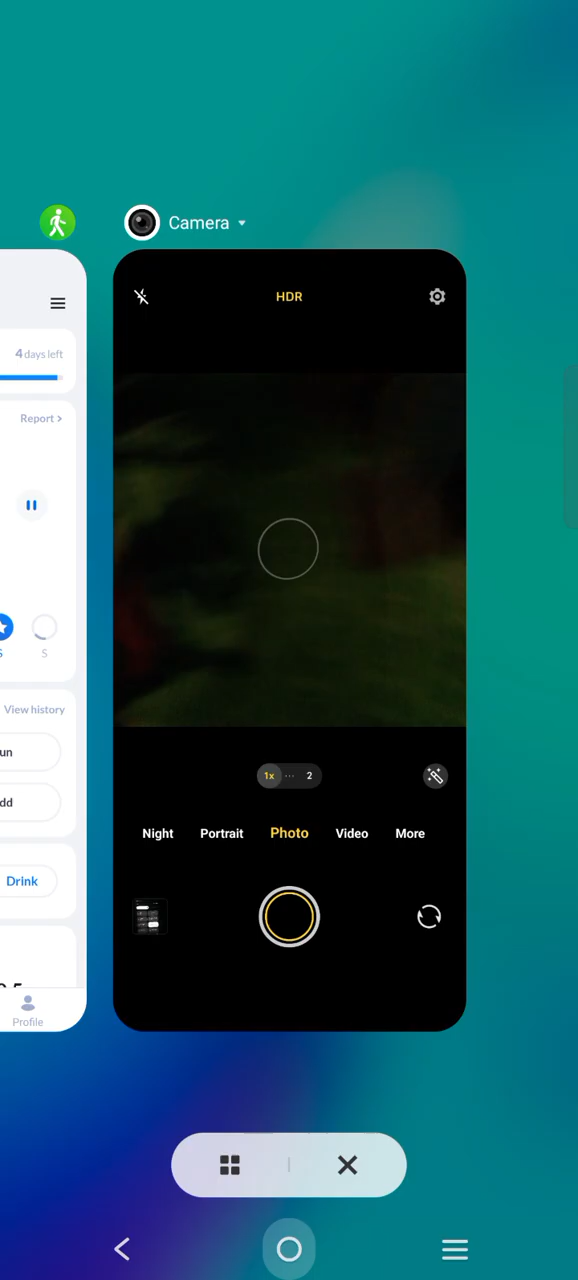 Camera
HDR
4 days left
Report >
S
S
View history
un
dd
Drink
Profile
1x ··· 2
Night Portrait Photo Video More